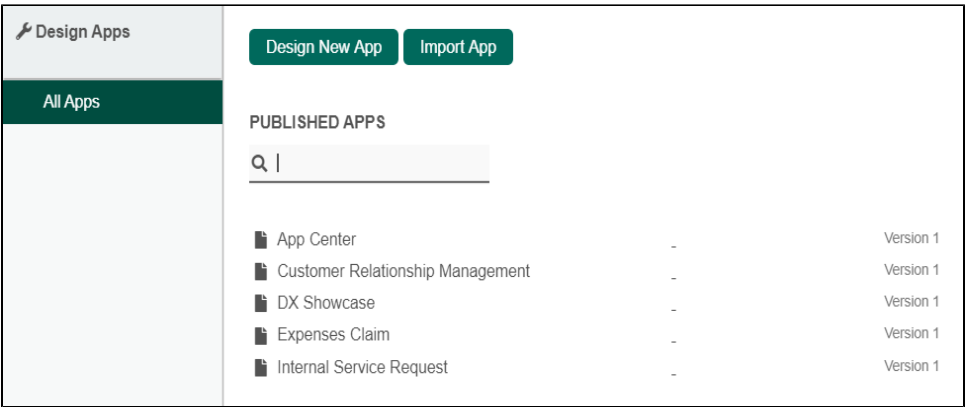 Design Apps
All Apps
Design New App Import App
PUBLISHED APPS
App Center - Version 1
Customer Relationship Management - Version 1
DX Showcase - Version 1
Expenses Claim - Version 1
Internal Service Request - Version 1